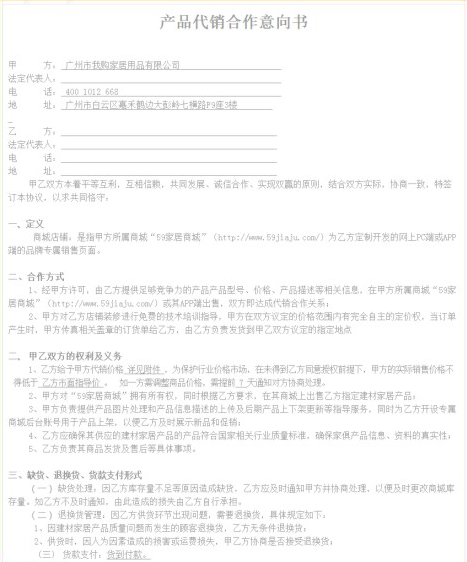 产品代销合作意向书
甲 方：广州市我购家居用品有限公司
法定代表人：
电 话：400 1012 668
地 址：广州市白云区嘉禾鹤边大彭岭七横路F9座3楼
乙 方：
法定代表人：
电 话：
地 址：
甲乙双方本着平等互利，互相信赖，共同发展、诚信合作、实现双赢的原则，结合双方实际、协商一致、特签
订本协议，以求共同恪守：
一、定义
商城店铺：是指甲方所属商城“59家居商城”（http://www.59jiaju.com/）为乙方定制开发的网上PC端或APP
端的品牌专属销售页面。
二、合作方式
1、经甲方许可，由乙方提供足够竞争力的产品产品型号、价格、产品描述等相关信息，在甲方所属商城“59家
居商城”（http://www.59jiaju.com/）或其APP端出售，双方即达成代销合作关系；
2、甲方对乙方店铺装修进行免费的技术培训指导，甲方在双方议定的价格范围内有完全自主的定价权，当订单
产生时，甲方传真相关盖章的订货单给乙方，由乙方负责发货到甲乙双方议定的指定地点
二、 甲乙双方的权利及义务
1、乙方给予甲方代销价格 详见附件 。为保护行业价格市场，在未得到乙方同意授权前提下，甲方的实际销售价格不
得低于 乙方市面指导价 。 如一方需调整商品价格，需提前 7 天通知对方协商处理。
2、甲方对“59家居商城”拥有所有权，同时根据乙方要求，在其商城上出售乙方指定建材家居产品；
3、甲方负责提供产品图片处理和产品信息描述的上传及后期产品上下架更新等指导服务，同时为乙方开设专属
商城后台账号用于产品上架，以便乙方及时展示新品和促销；
4、乙方应确保其供应的建材家居产品的产品符合国家相关行业质量标准，确保家俱产品信息、资料的真实性；
5、乙方负责其商品发货及售后等具体事项。
三、缺货、退换货、货款支付形式
（一）缺货处理，因乙方库存量不足等原因造成缺货，乙方应及时通知甲方并协商处理，以便及时更改商城库
存量。如乙方不及时通知，由此造成的损失由乙方自行承担。
（二）退换货管理：因乙方供货环节出现问题，需要退换货，具体规定如下：
1、因建材家居产品质量问题而发生的顾客退换货，乙方无条件退换货；
2、供货时，因人为因素造成的损害或运费损失，甲乙方协商是否接受退换货；
（三） 货款支付：货到付款。